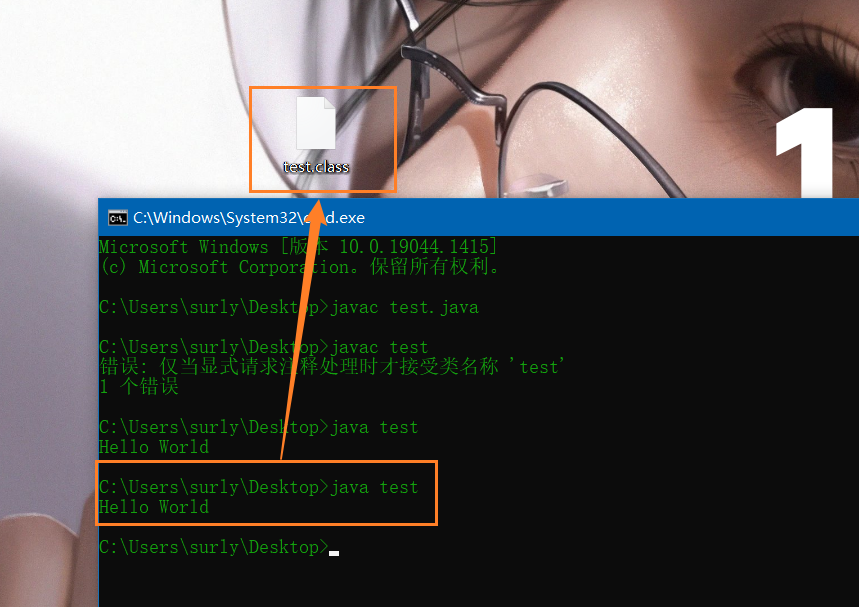 test.class
1
C:\Windows\System32\cmd.exe
Microsoft Windows [版本 10.0.19044.1415]
(c) Microsoft Corporation。保留所有权利。
C:\Users\surly\Desktop>javac test.java
C:\Users\surly\Desktop>javac test
错误: 仅当显式请求注释处理时才接受类名称 'test'
1 个错误
C:\Users\surly\Desktop>java test
Hello World
C:\Users\surly\Desktop>java test
Hello World
C:\Users\surly\Desktop>